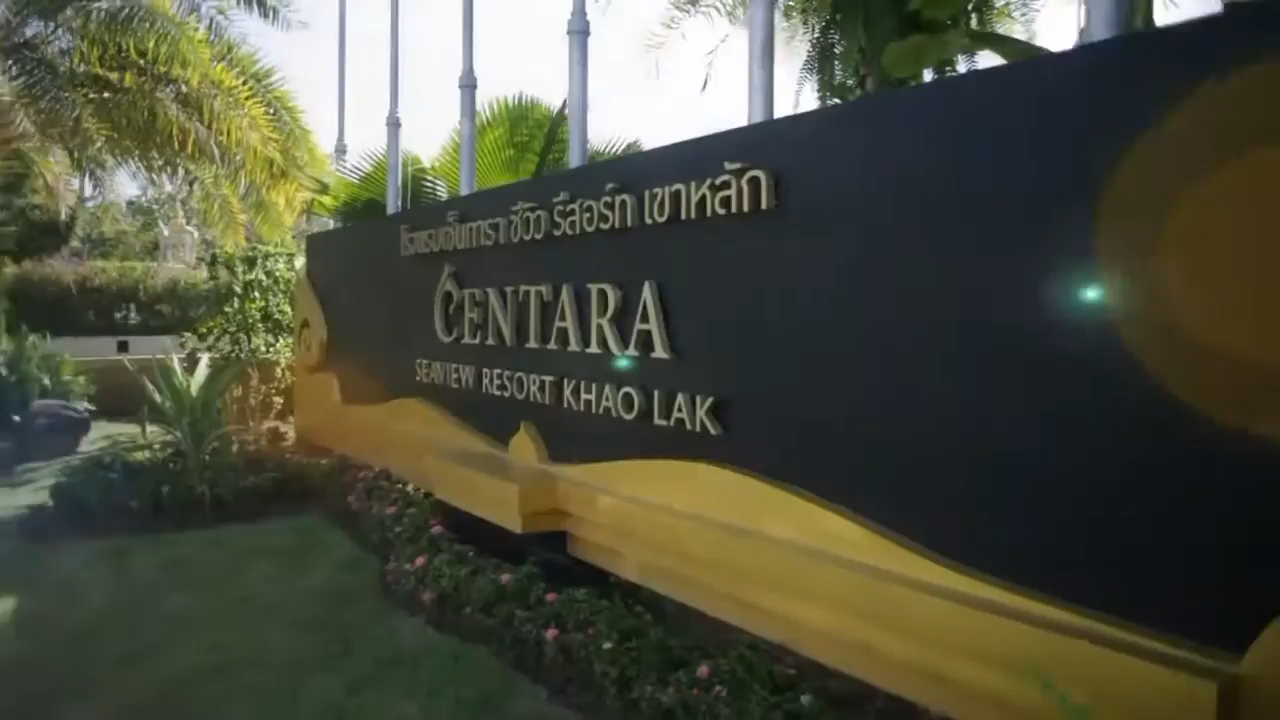 โรงแรมเซ็นทารา ซีวิว รีสอร์ท เขาหลัก
CENTARA
SEAVIEW RESORT KHAO LAK